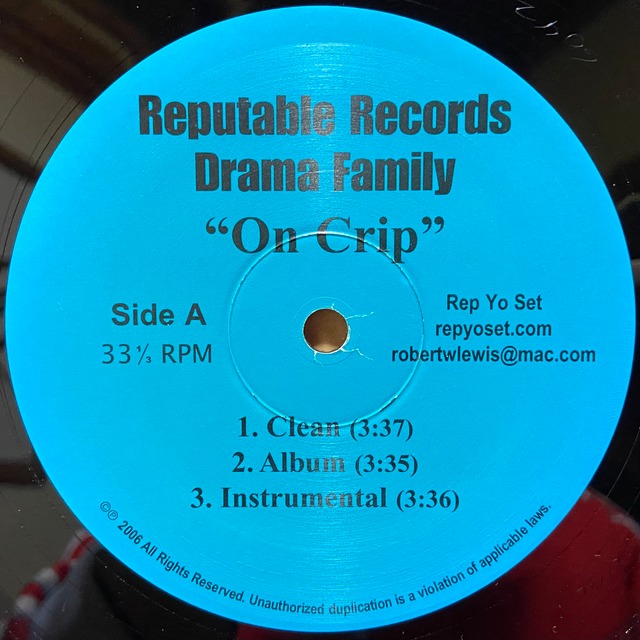 Reputable Records
Drama Family
“On Crip”
Side A
33⅓ RPM
Rep Yo Set
repyoset.com
robertwlewis@mac.com
1. Clean (3:37)
2. Album (3:35)
3. Instrumental (3:36)
©℗ 2006 All Rights Reserved. Unauthorized duplication is a violation of applicable laws.